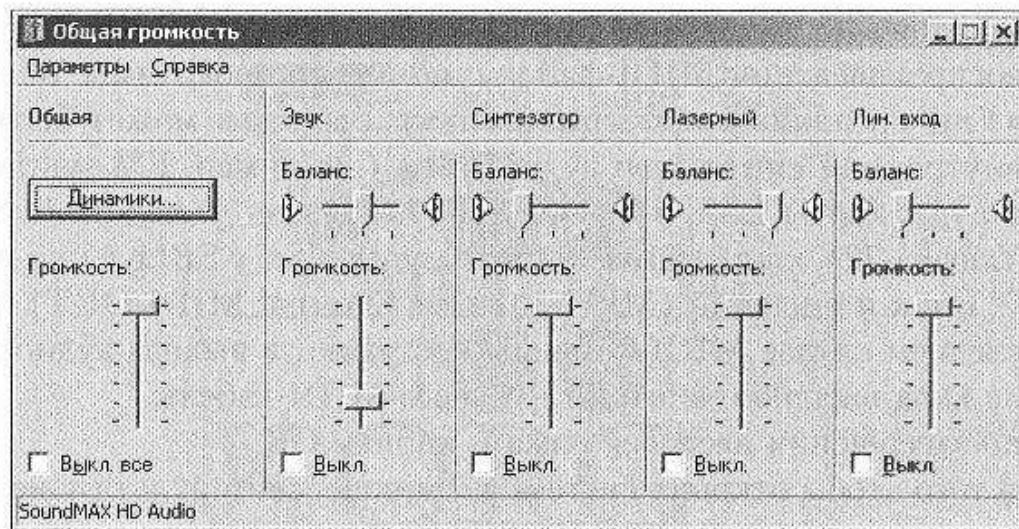 Общая громкость
Параметры Справка
Общая Звук Синтезатор Лазерный Лин. вход
Баланс: Баланс: Баланс: Баланс:
Динамики...
Громкость: Громкость: Громкость: Громкость: Громкость:
Выкл. все Выкл. Выкл. Выкл. Выкл.
SoundMAX HD Audio